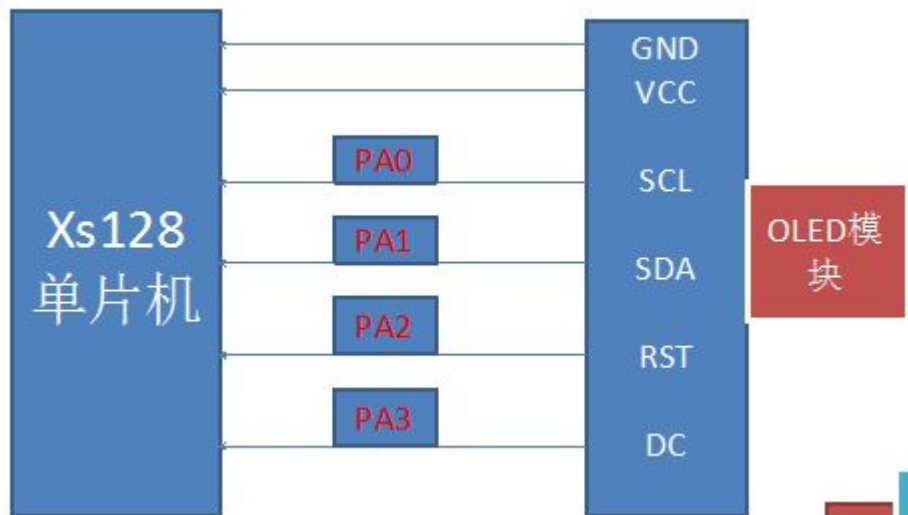 GND
VCC
PA0
SCL
Xs128
单片机
PA1
SDA
OLED模
块
PA2
RST
PA3
DC